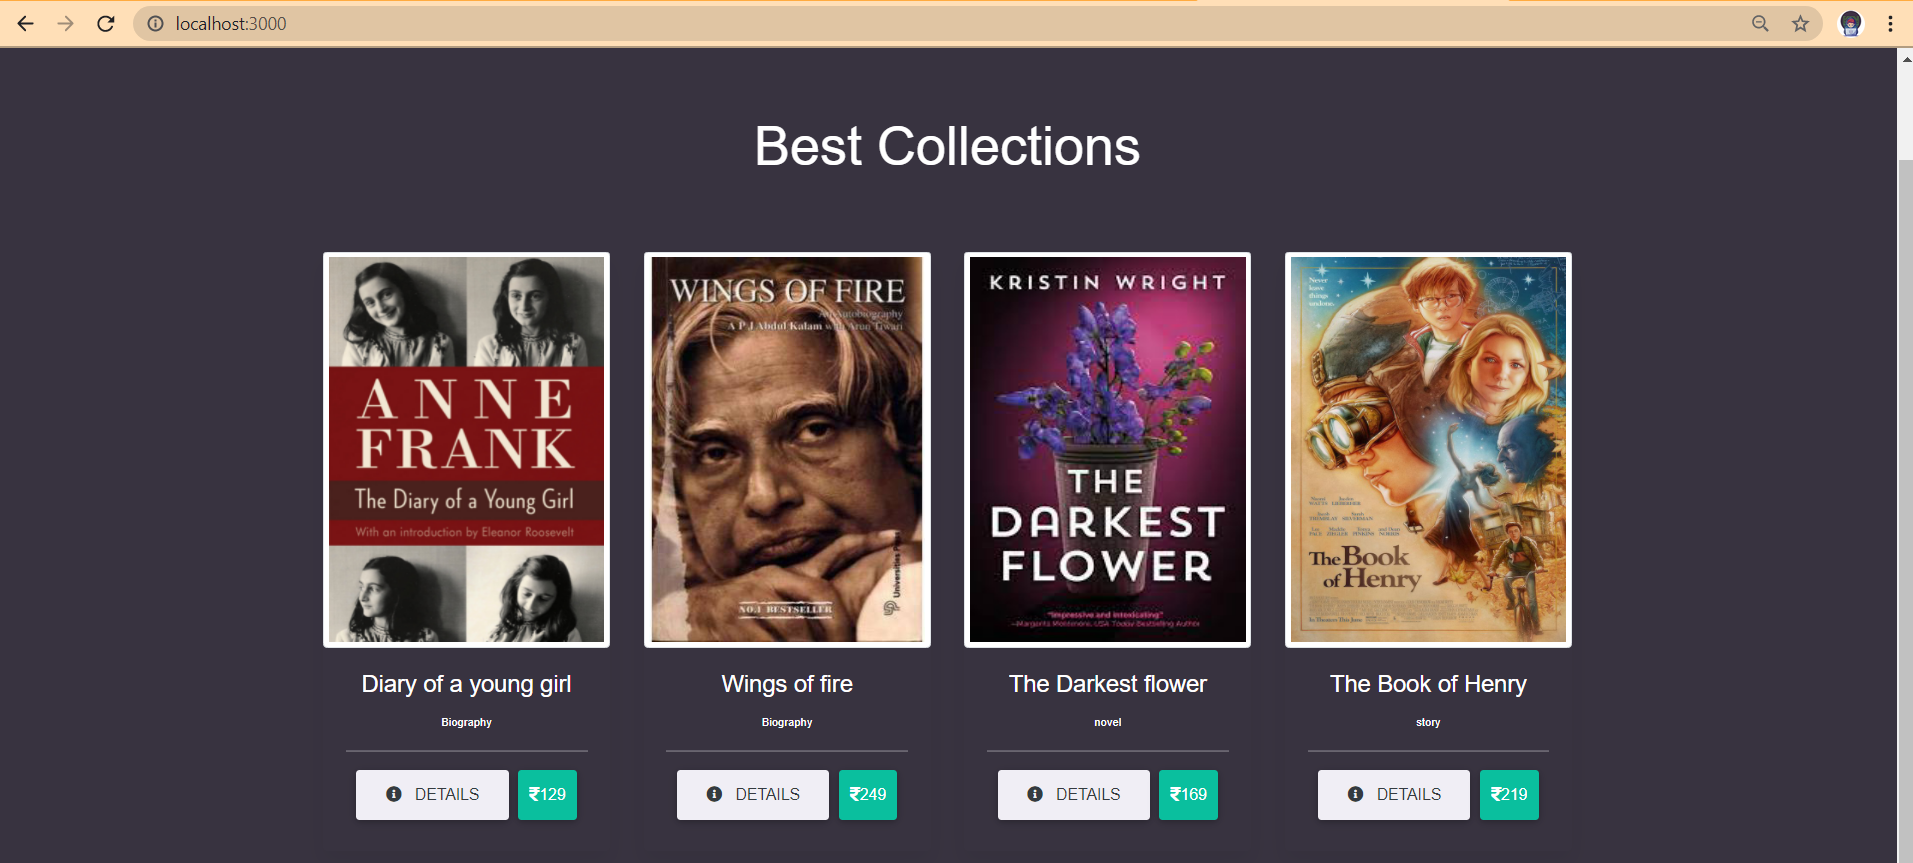 localhost:3000
Best Collections
ANNE
FRANK
The Diary of a Young Girl
With an introduction by Eleanor Roosevelt
WINGS OF FIRE
An Autobiography
A P J Abdul Kalam with Arun Tiwari
Universities Press
NO.1 BESTSELLER
KRISTIN WRIGHT
THE
DARKEST
FLOWER
"Impressive and intoxicating"
USA Today Bestselling Author
Never
leave
things
undone.
The Book
of Henry
In Theaters This June
Diary of a young girl
Wings of fire
The Darkest flower
The Book of Henry
Biography
Biography
novel
story
DETAILS
₹129
DETAILS
₹249
DETAILS
₹169
DETAILS
₹219